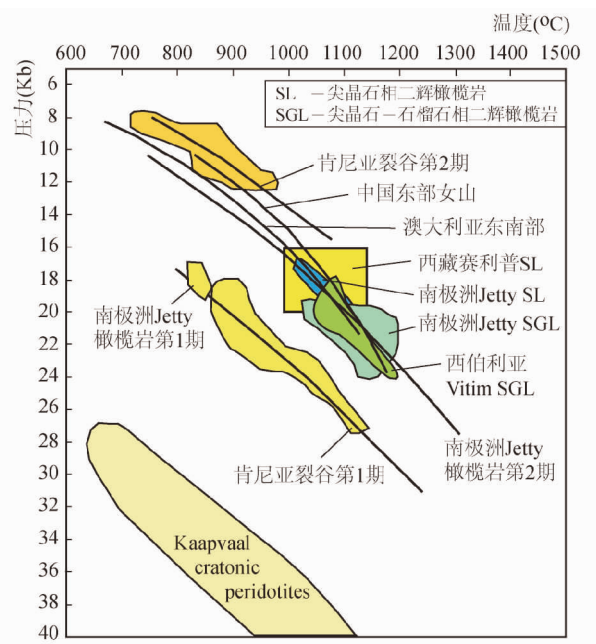 温度(ºC)
600 700 800 900 1000 1100 1200 1300 1400 1500
压力(Kb)
6
8
10
12
14
16
18
20
22
24
26
28
30
32
34
36
38
40
SL －尖晶石相二辉橄榄岩
SGL－尖晶石－石榴石相二辉橄榄岩
肯尼亚裂谷第2期
中国东部女山
澳大利亚东南部
西藏赛利普SL
南极洲Jetty SL
南极洲Jetty SGL
西伯利亚
Vitim SGL
南极洲Jetty
橄榄岩第1期
南极洲Jetty
橄榄岩第2期
肯尼亚裂谷第1期
Kaapvaal
cratonic
peridotites